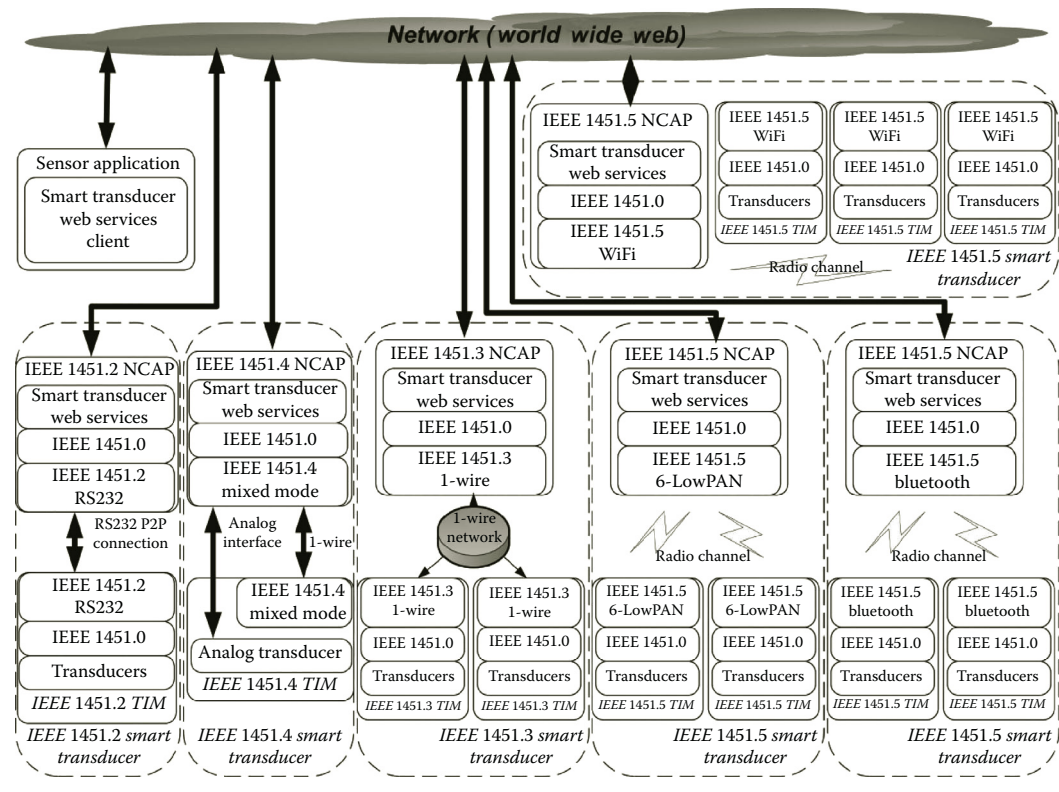 Network (world wide web)
Sensor application
Smart transducer
web services
client
IEEE 1451.5 NCAP
Smart transducer
web services
IEEE 1451.0
IEEE 1451.5
WiFi
IEEE 1451.5
WiFi
IEEE 1451.0
Transducers
IEEE 1451.5 TIM
IEEE 1451.5
WiFi
IEEE 1451.0
Transducers
IEEE 1451.5 TIM
IEEE 1451.5
WiFi
IEEE 1451.0
Transducers
IEEE 1451.5 TIM
Radio channel
IEEE 1451.5 smart
transducer
IEEE 1451.2 NCAP
Smart transducer
web services
IEEE 1451.0
IEEE 1451.2
RS232
RS232 P2P
connection
IEEE 1451.2
RS232
IEEE 1451.0
Transducers
IEEE 1451.2 TIM
IEEE 1451.2 smart
transducer
IEEE 1451.4 NCAP
Smart transducer
web services
IEEE 1451.0
IEEE 1451.4
mixed mode
Analog
interface
1-wire
IEEE 1451.4
mixed mode
Analog transducer
IEEE 1451.4 TIM
IEEE 1451.4 smart
transducer
IEEE 1451.3 NCAP
Smart transducer
web services
IEEE 1451.0
IEEE 1451.3
1-wire
1-wire
network
IEEE 1451.3
1-wire
IEEE 1451.0
Transducers
IEEE 1451.3 TIM
IEEE 1451.3
1-wire
IEEE 1451.0
Transducers
IEEE 1451.3 TIM
IEEE 1451.3 smart
transducer
IEEE 1451.5 NCAP
Smart transducer
web services
IEEE 1451.0
IEEE 1451.5
6-LowPAN
Radio channel
IEEE 1451.5
6-LowPAN
IEEE 1451.0
Transducers
IEEE 1451.5 TIM
IEEE 1451.5
6-LowPAN
IEEE 1451.0
Transducers
IEEE 1451.5 TIM
IEEE 1451.5 smart
transducer
IEEE 1451.5 NCAP
Smart transducer
web services
IEEE 1451.0
IEEE 1451.5
bluetooth
Radio channel
IEEE 1451.5
bluetooth
IEEE 1451.0
Transducers
IEEE 1451.5 TIM
IEEE 1451.5
bluetooth
IEEE 1451.0
Transducers
IEEE 1451.5 TIM
IEEE 1451.5 smart
transducer